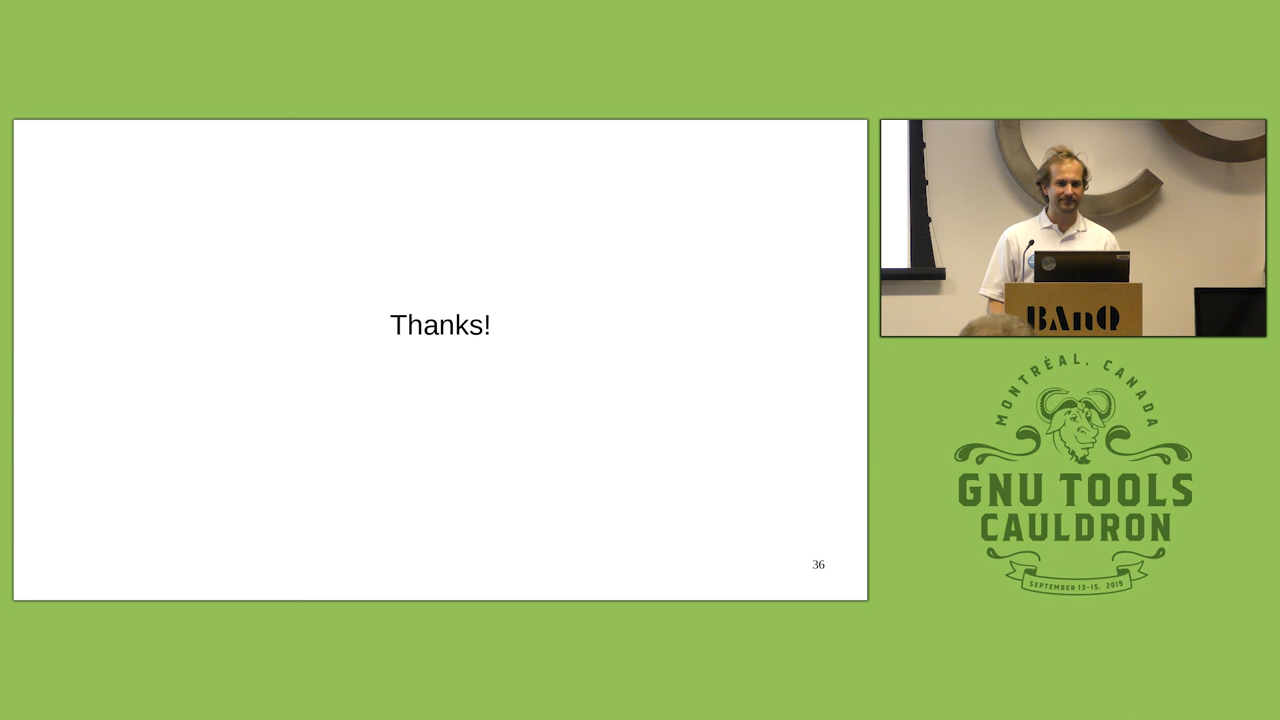 Thanks!
36
BAnQ
MONTRÉAL, CANADA
GNU TOOLS
CAULDRON
SEPTEMBER 13-15, 2019